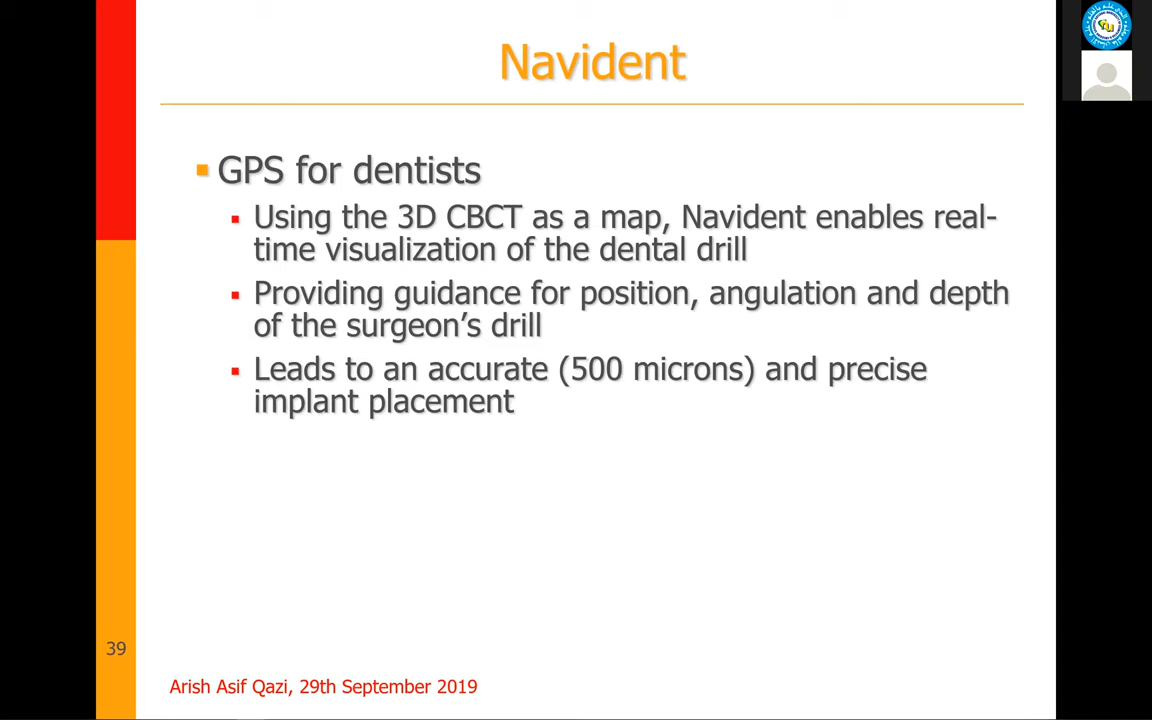 Navident
GPS for dentists
Using the 3D CBCT as a map, Navident enables real-
time visualization of the dental drill
Providing guidance for position, angulation and depth
of the surgeon’s drill
Leads to an accurate (500 microns) and precise
implant placement
39
Arish Asif Qazi, 29th September 2019